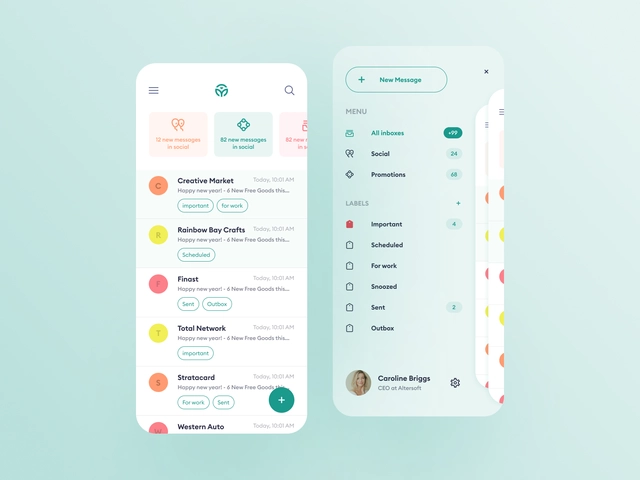 12 new messages
in social
82 new messages
in social
82 new m
in s
C
Creative Market
Today, 10:01 AM
Happy new year! - 6 New Free Goods this...
important
for work
R
Rainbow Bay Crafts
Today, 10:01 AM
Happy new year! - 6 New Free Goods this...
Scheduled
F
Finast
Today, 10:01 AM
Happy new year! - 6 New Free Goods this...
Sent
Outbox
T
Total Network
Today, 10:01 AM
Happy new year! - 6 New Free Goods this...
important
S
Stratacard
Today, 10:01 AM
Happy new year! - 6 New Free Goods this...
For work
Sent
+
W
Western Auto
Today, 10:01 AM
+ New Message
×
MENU
All inboxes
+99
Social
24
Promotions
68
LABELS
+
Important
4
Scheduled
For work
Snoozed
Sent
2
Outbox
Caroline Briggs
CEO at Altersoft